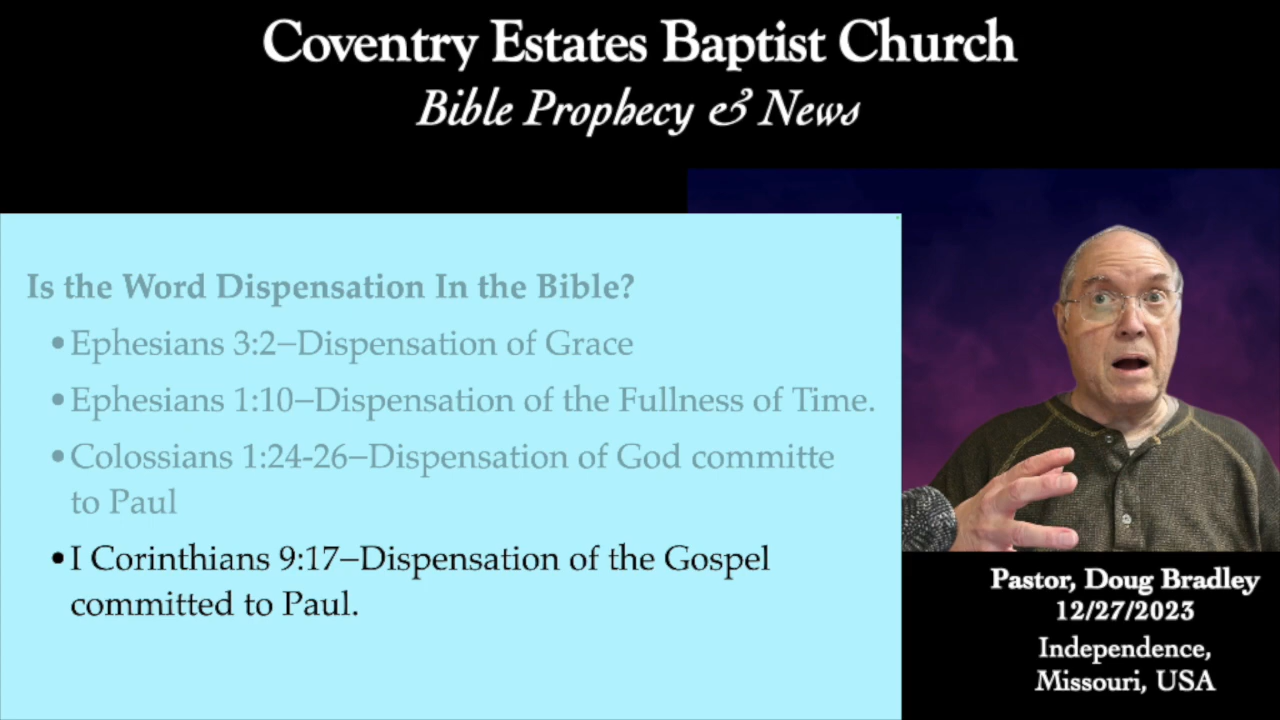 Coventry Estates Baptist Church
Bible Prophecy & News
Is the Word Dispensation In the Bible?
•Ephesians 3:2–Dispensation of Grace
•Ephesians 1:10–Dispensation of the Fullness of Time.
•Colossians 1:24-26–Dispensation of God committe
to Paul
•I Corinthians 9:17–Dispensation of the Gospel
committed to Paul.
Pastor, Doug Bradley
12/27/2023
Independence,
Missouri, USA